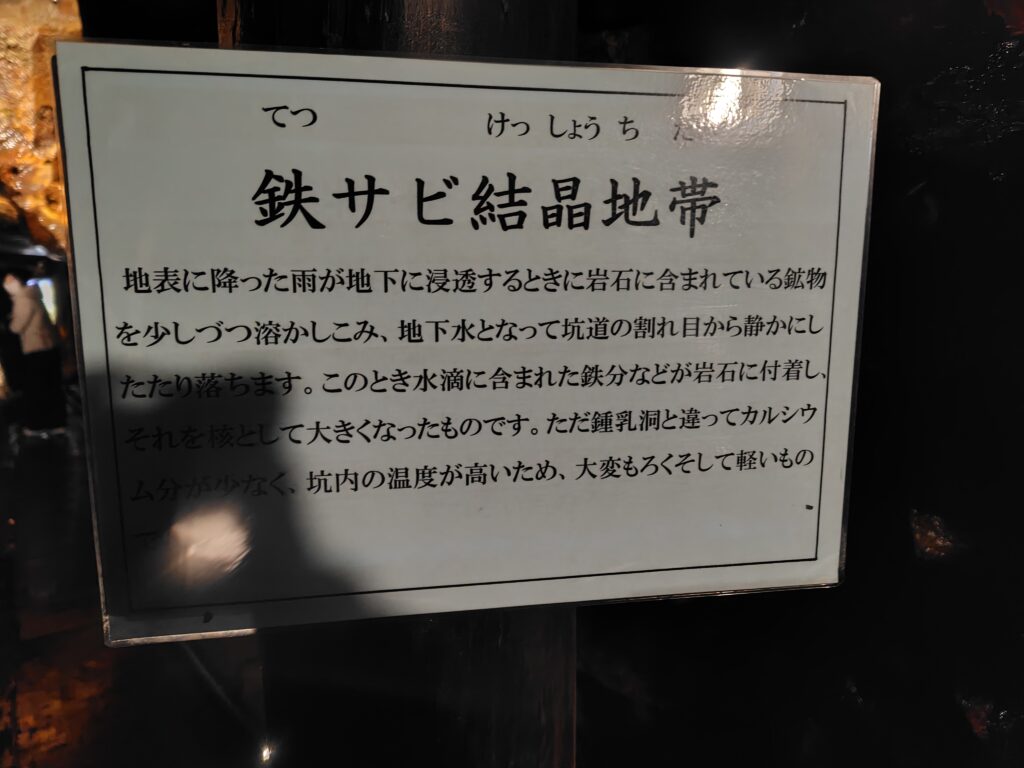 てつ けっ しょう ち たい
鉄サビ結晶地帯
地表に降った雨が地下に浸透するときに岩石に含まれている鉱物
を少しづつ溶かしこみ、地下水となって坑道の割れ目から静かにし
たたり落ちます。このとき水滴に含まれた鉄分などが岩石に付着し、
それを核として大きくなったものです。ただ鍾乳洞と違ってカルシウ
ム分が少なく、坑内の温度が高いため、大変もろくそして軽いもの
で